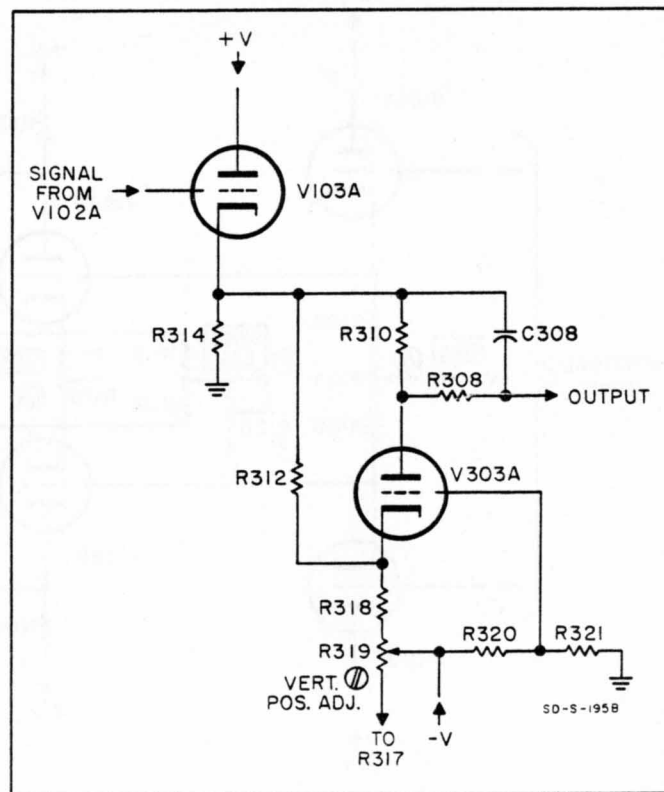 +V
SIGNAL
FROM
V102A
V103A
R314
R310
C308
R308
OUTPUT
R312
V303A
R318
R319
R320
R321
VERT.
POS. ADJ.
SD-S-1958
TO
R317
-V